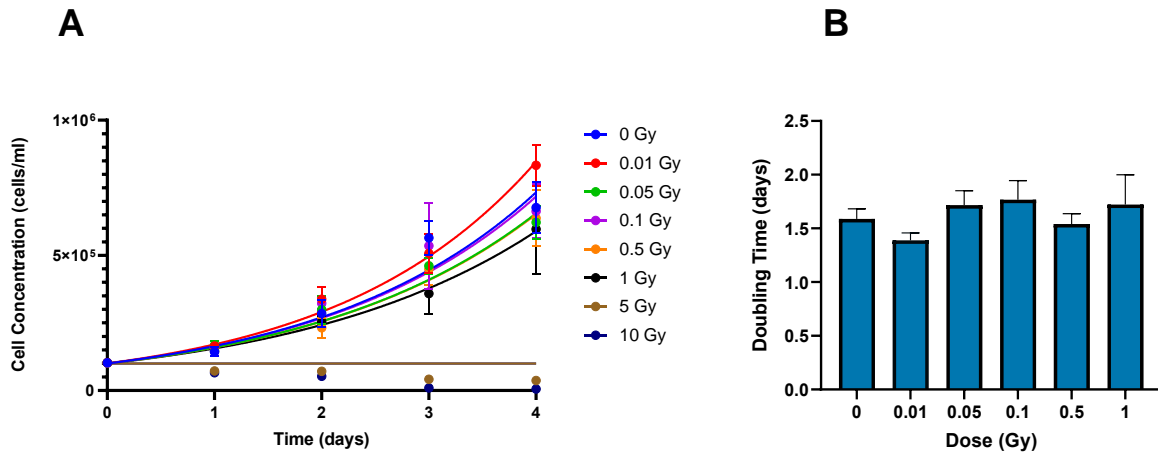 A
Cell Concentration (cells/ml)
1×10⁶
5×10⁵
0
0 1 2 3 4
Time (days)
0 Gy
0.01 Gy
0.05 Gy
0.1 Gy
0.5 Gy
1 Gy
5 Gy
10 Gy
B
Doubling Time (days)
2.5
2.0
1.5
1.0
0.5
0.0
0 0.01 0.05 0.1 0.5 1
Dose (Gy)